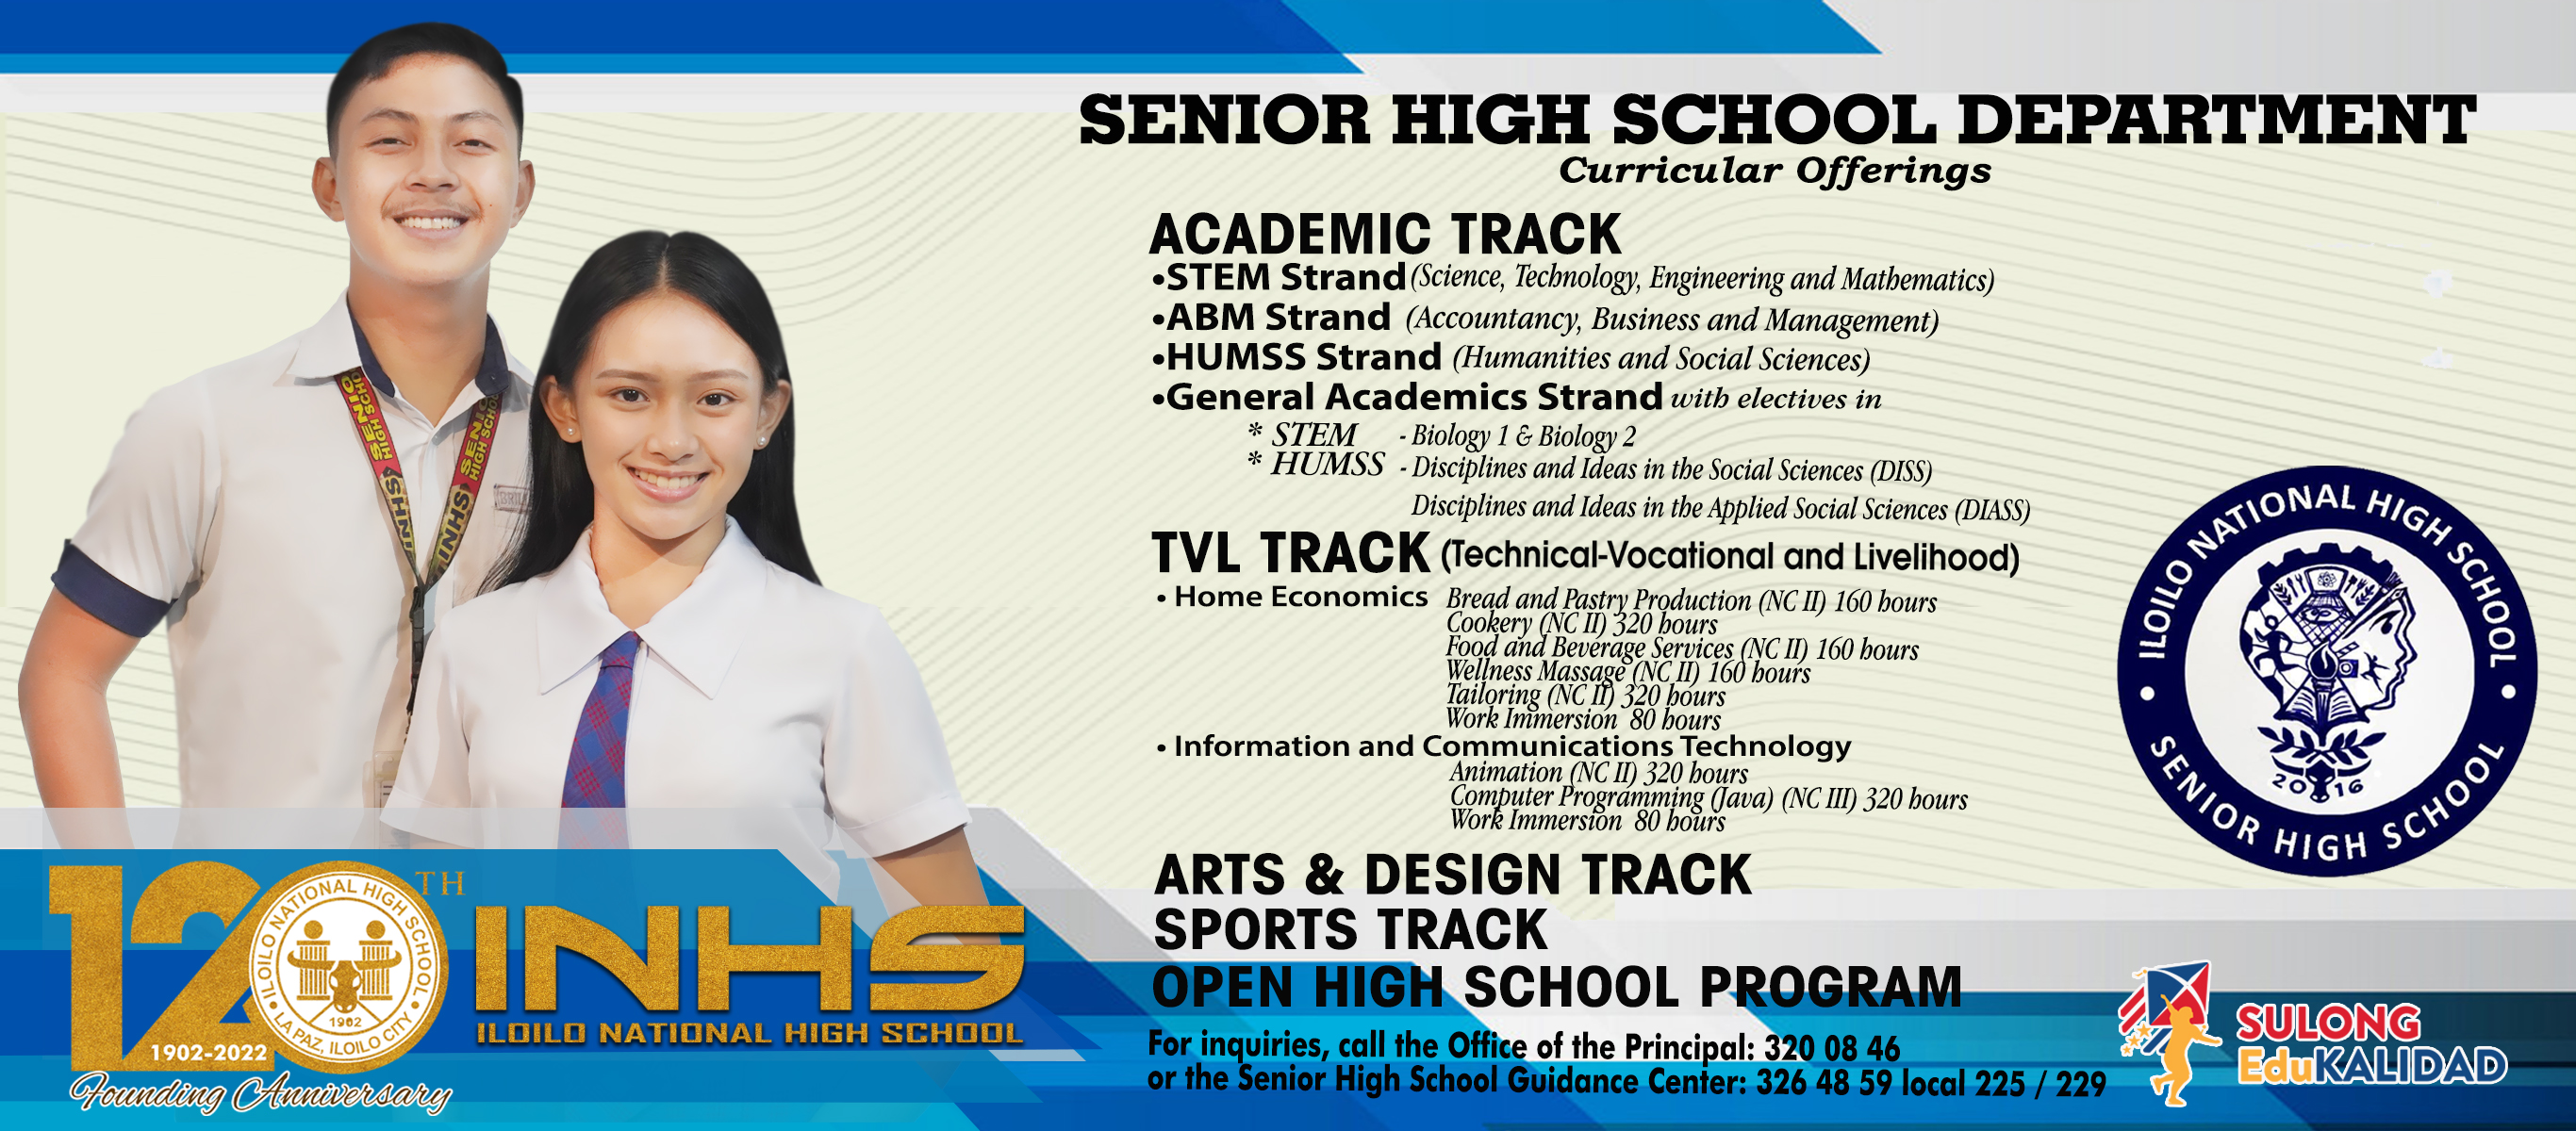 SENIOR HIGH SCHOOL DEPARTMENT
Curricular Offerings
ACADEMIC TRACK
•STEM Strand (Science, Technology, Engineering and Mathematics)
•ABM Strand (Accountancy, Business and Management)
•HUMSS Strand (Humanities and Social Sciences)
•General Academics Strand with electives in
* STEM - Biology 1 & Biology 2
* HUMSS - Disciplines and Ideas in the Social Sciences (DISS)
Disciplines and Ideas in the Applied Social Sciences (DIASS)
TVL TRACK (Technical-Vocational and Livelihood)
• Home Economics Bread and Pastry Production (NC II) 160 hours
Cookery (NC II) 320 hours
Food and Beverage Services (NC II) 160 hours
Wellness Massage (NC II) 160 hours
Tailoring (NC II) 320 hours
Work Immersion 80 hours
• Information and Communications Technology
Animation (NC II) 320 hours
Computer Programming (Java) (NC III) 320 hours
Work Immersion 80 hours
ARTS & DESIGN TRACK
SPORTS TRACK
OPEN HIGH SCHOOL PROGRAM
For inquiries, call the Office of the Principal: 320 08 46
or the Senior High School Guidance Center: 326 48 59 local 225 / 229
ILOILO NATIONAL HIGH SCHOOL
SENIOR HIGH SCHOOL
2016
SULONG
EduKALIDAD
SENIO
HIGH SCHO
SHNI
SENIO
HIGH SCHOO
INHS
120TH
ILOILO NATIONAL HIGH SCHOOL
1902
LA PAZ, ILOILO CITY
1902-2022
Founding Anniversary
INHS
ILOILO NATIONAL HIGH SCHOOL